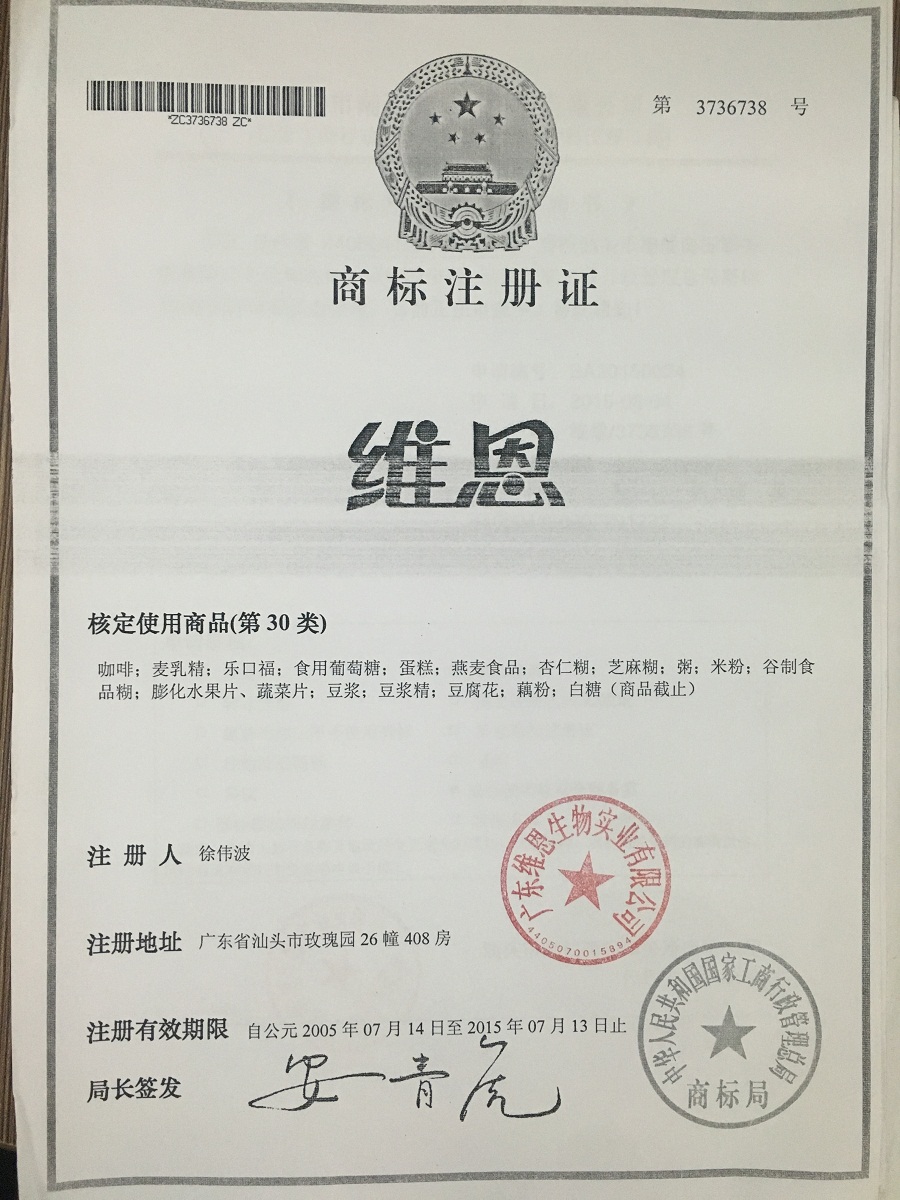 *ZC3736738 ZC*
第 3736738 号
商标注册证
维恩
核定使用商品(第 30 类)
咖啡；麦乳精；乐口福；食用葡萄糖；蛋糕；燕麦食品；杏仁糊；芝麻糊；粥；米粉；谷制食
品糊；膨化水果片、蔬菜片；豆浆；豆浆精；豆腐花；藕粉；白糖（商品截止）
注册人 徐伟波
广东维恩生物实业有限公司
4405070015894
注册地址 广东省汕头市玫瑰园 26 幢 408 房
注册有效期限 自公元 2005 年 07 月 14 日至 2015 年 07 月 13 日止
局长签发 安青虎
中华人民共和国国家工商行政管理总局
商标局